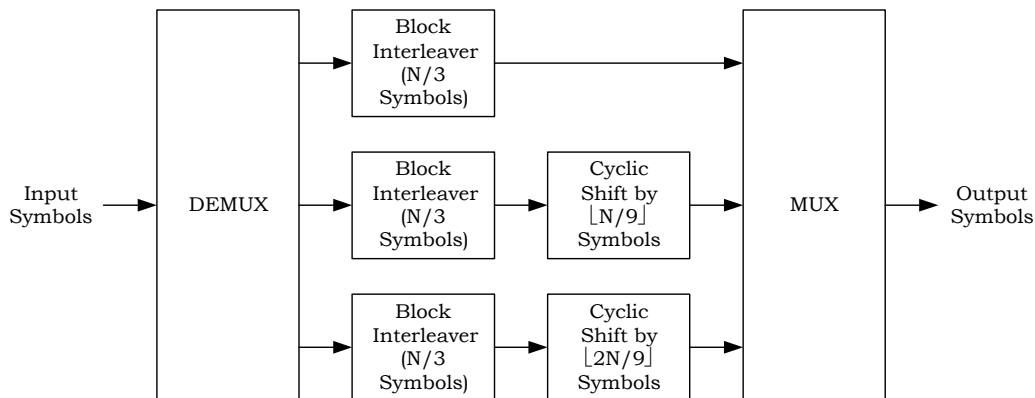 Block
Interleaver
(N/3
Symbols)
Input
Symbols
DEMUX
Block
Interleaver
(N/3
Symbols)
Cyclic
Shift by
⌊N/9⌋
Symbols
MUX
Output
Symbols
Block
Interleaver
(N/3
Symbols)
Cyclic
Shift by
⌊2N/9⌋
Symbols